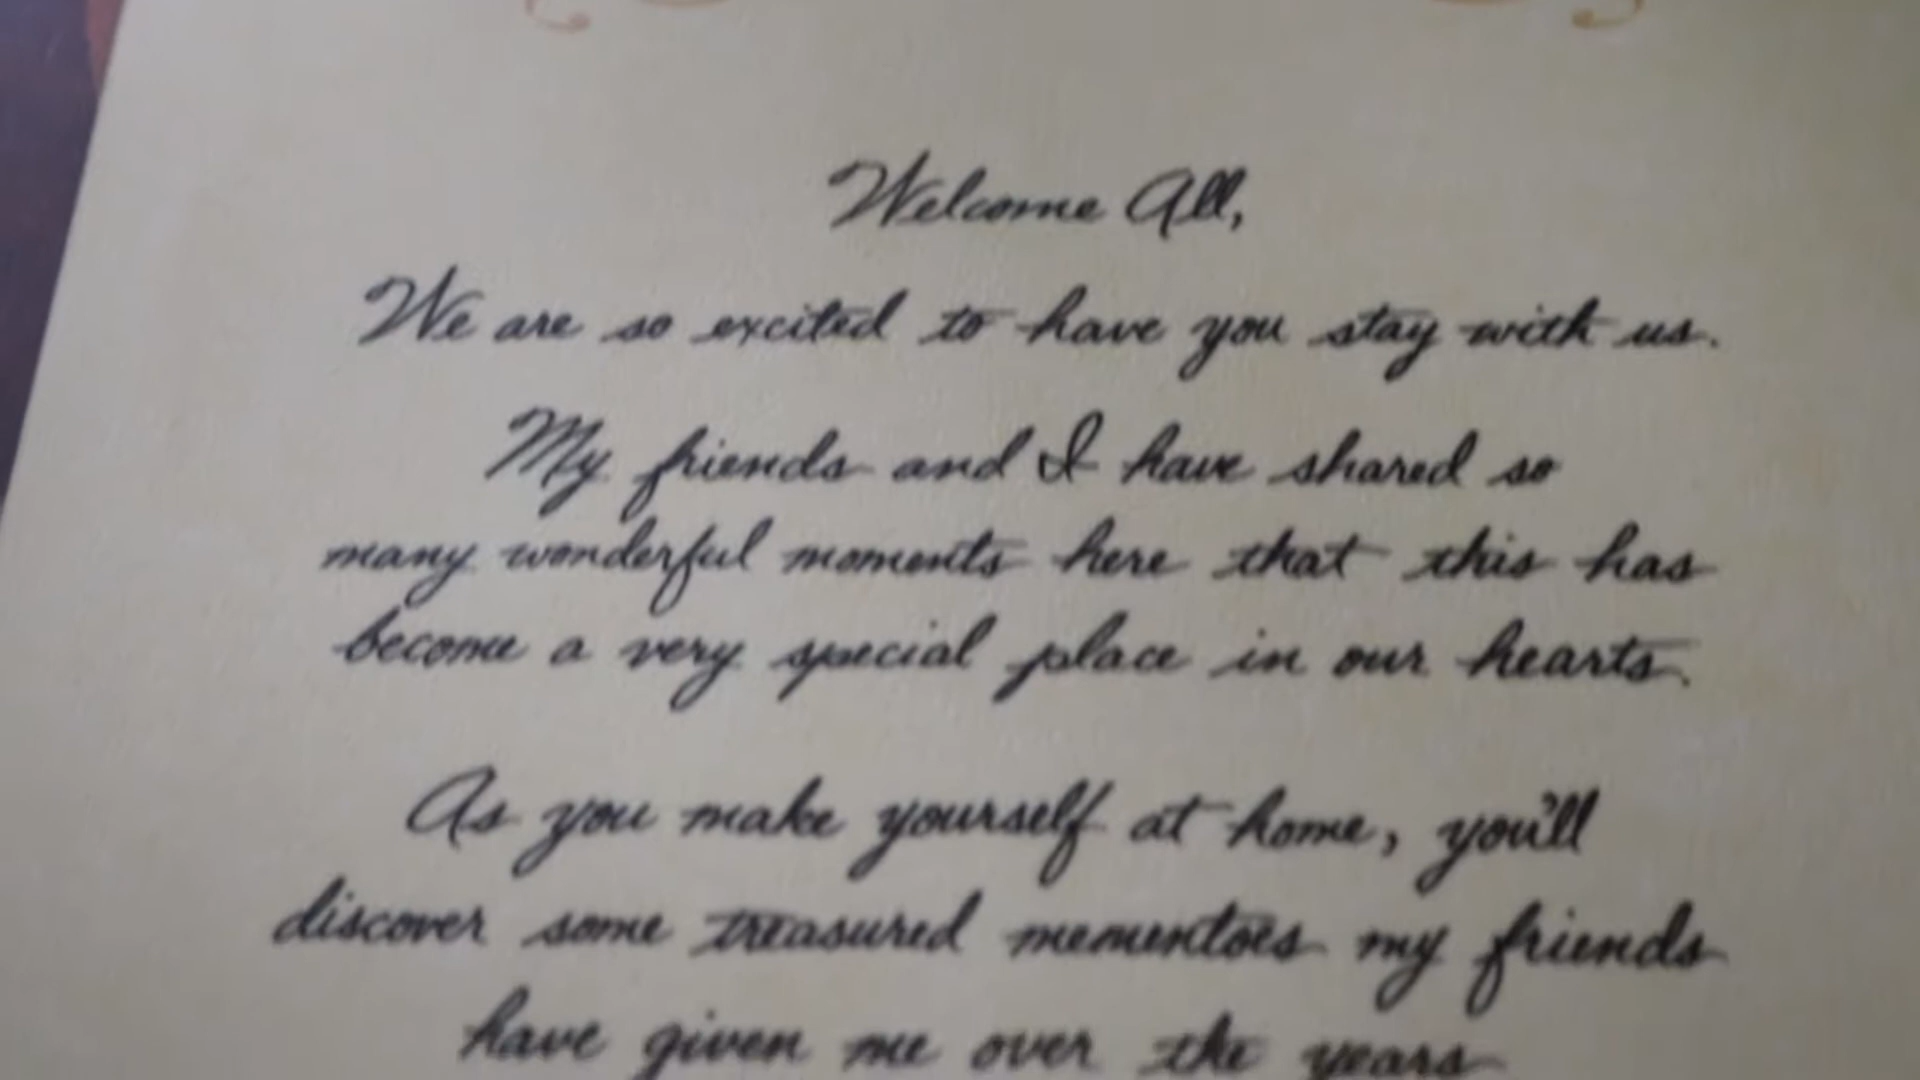 Welcome All,
We are so excited to have you stay with us.
My friends and I have shared so
many wonderful moments here that this has
become a very special place in our hearts.
As you make yourself at home, you'll
discover some treasured mementoes my friends
have given me over the years